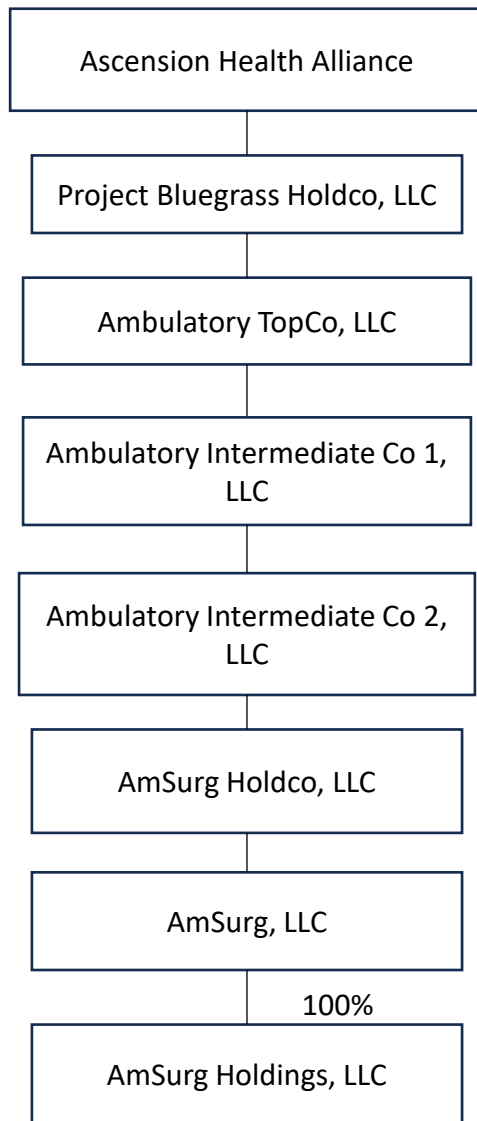 Ascension Health Alliance
Project Bluegrass Holdco, LLC
Ambulatory TopCo, LLC
Ambulatory Intermediate Co 1,
LLC
Ambulatory Intermediate Co 2,
LLC
AmSurg Holdco, LLC
AmSurg, LLC
100%
AmSurg Holdings, LLC